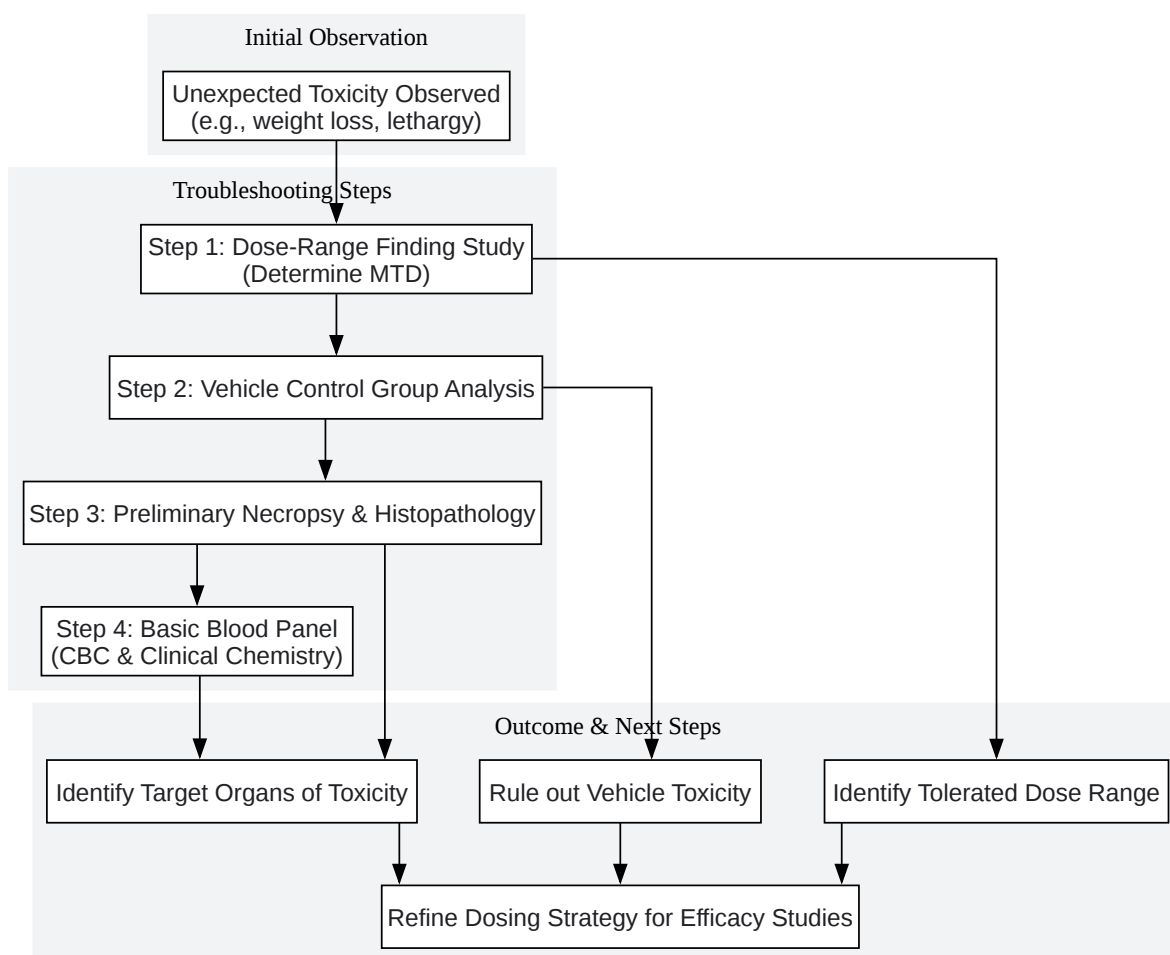 Initial Observation
Unexpected Toxicity Observed
(e.g., weight loss, lethargy)
Troubleshooting Steps
Step 1: Dose-Range Finding Study
(Determine MTD)
Step 2: Vehicle Control Group Analysis
Step 3: Preliminary Necropsy & Histopathology
Step 4: Basic Blood Panel
(CBC & Clinical Chemistry)
Outcome & Next Steps
Identify Target Organs of Toxicity
Rule out Vehicle Toxicity
Identify Tolerated Dose Range
Refine Dosing Strategy for Efficacy Studies